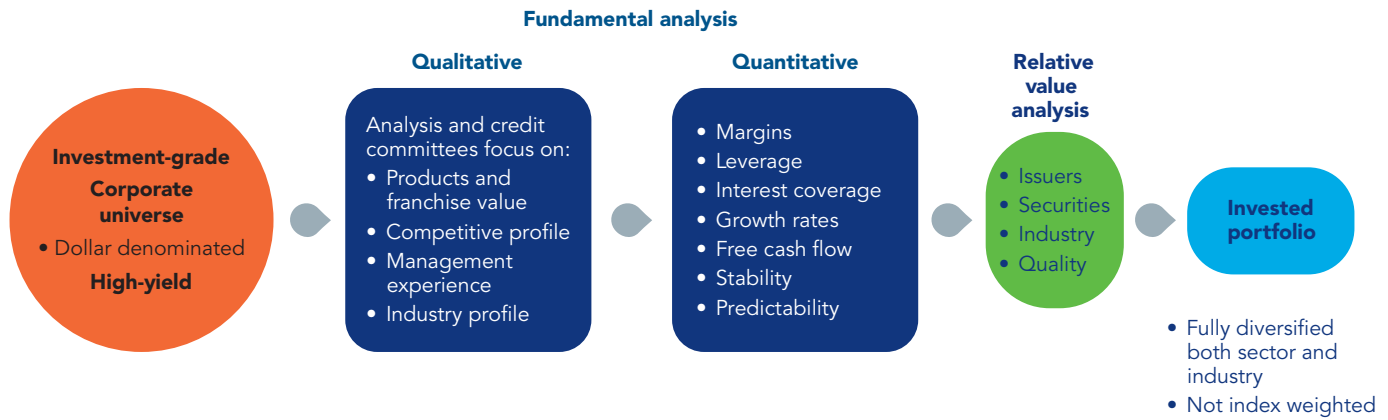 Fundamental analysis
Qualitative
Quantitative
Relative
value
analysis
Investment-grade
Corporate
universe
• Dollar denominated
High-yield
Analysis and credit
committees focus on:
• Products and
franchise value
• Competitive profile
• Management
experience
• Industry profile
• Margins
• Leverage
• Interest coverage
• Growth rates
• Free cash flow
• Stability
• Predictability
• Issuers
• Securities
• Industry
• Quality
Invested
portfolio
• Fully diversified
both sector and
industry
• Not index weighted